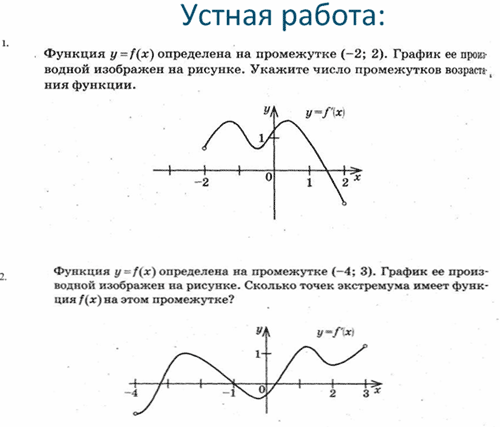 Устная работа:
1.
Функция y = f(x) определена на промежутке (−2; 2). График ее произ-
водной изображен на рисунке. Укажите число промежутков возраста-
ния функции.
y y = f′(x)
1
−2 0 1 2 x
2.
Функция y = f(x) определена на промежутке (−4; 3). График ее произ-
водной изображен на рисунке. Сколько точек экстремума имеет функ-
ция f(x) на этом промежутке?
y y = f′(x)
1
−4 −1 0 2 3 x